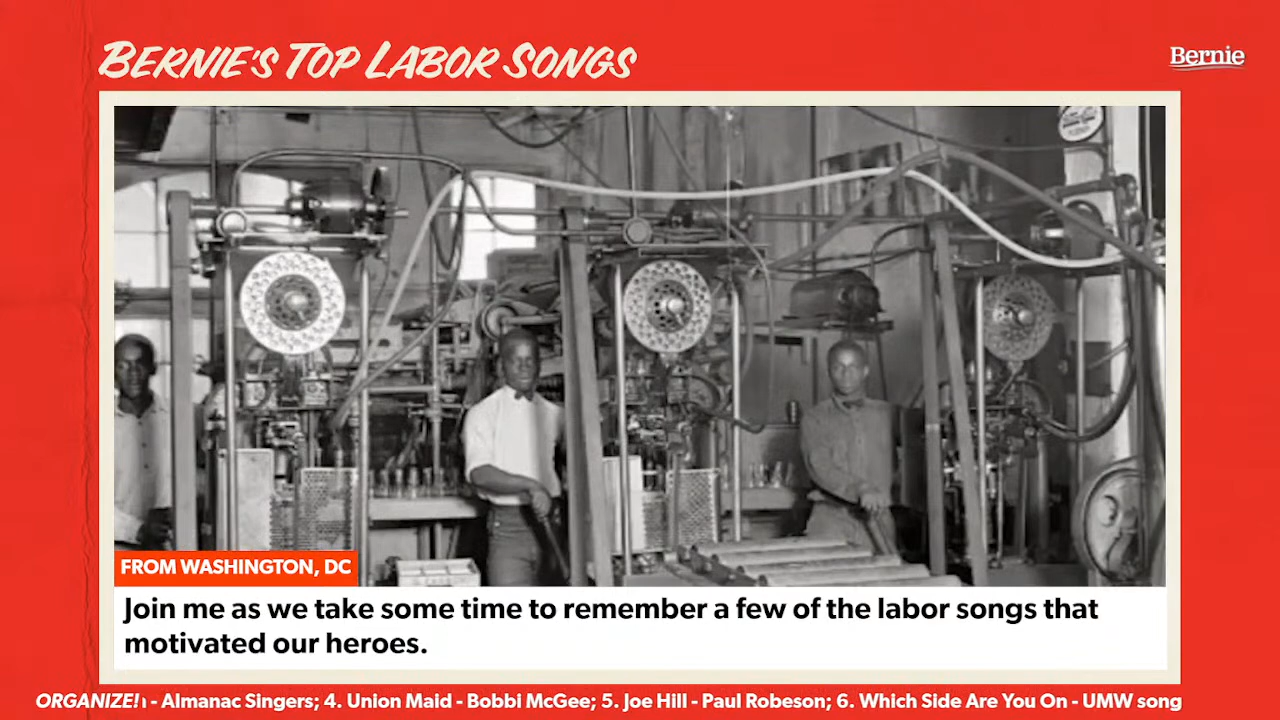 BERNIE'S TOP LABOR SONGS
Bernie
FROM WASHINGTON, DC
Join me as we take some time to remember a few of the labor songs that
motivated our heroes.
ORGANIZE! - Almanac Singers; 4. Union Maid - Bobbi McGee; 5. Joe Hill - Paul Robeson; 6. Which Side Are You On - UMW song